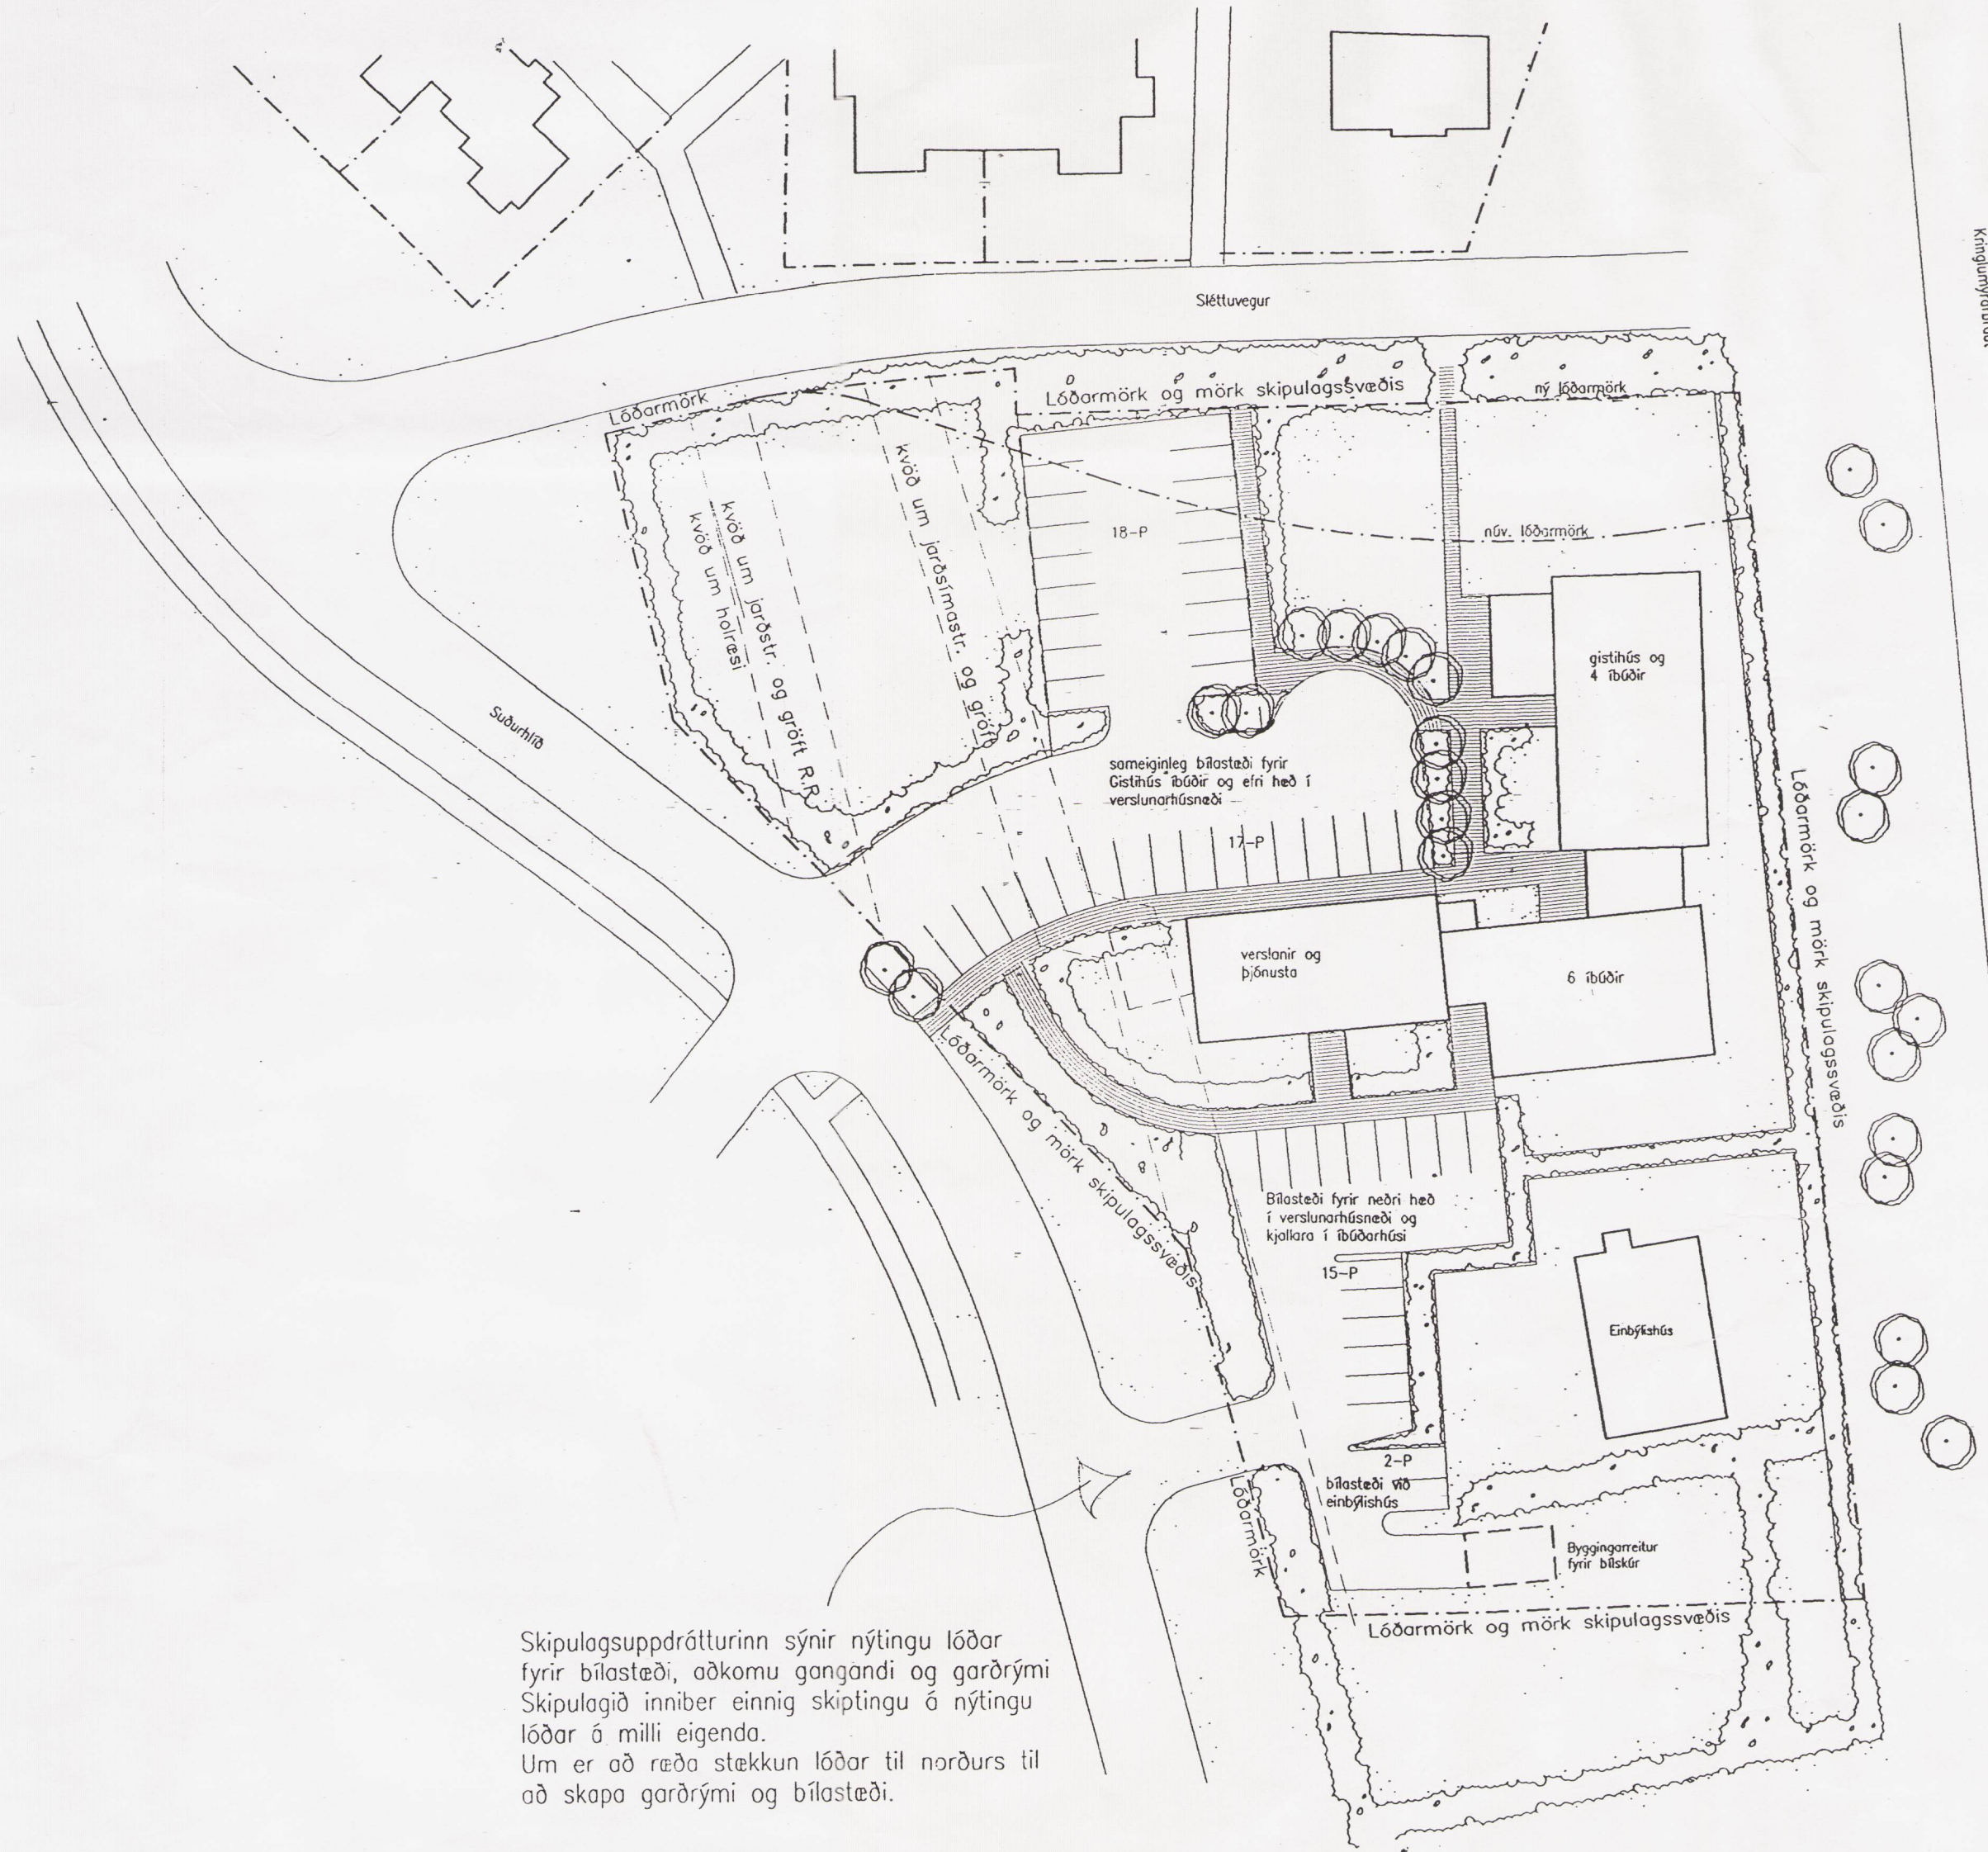 Kringlumýrarbraut
Sléttuvegur
Lóðarmörk
Lóðarmörk og mörk skipulagssvæðis
ný lóðarmörk
kvöð um holræsi
kvöð um jarðstr. og gröft R.R.
kvöð um jarðsímastr. og gröft
18-P
núv. lóðarmörk
gistihús og
4 íbúðir
Suðurhlíð
sameiginleg bílastæði fyrir
Gistihús íbúðir og efri hæð í
verslunarhúsnæði
17-P
Lóðarmörk og mörk skipulagssvæðis
verslanir og
þjónusta
6 íbúðir
Lóðarmörk og mörk skipulagssvæðis
Bílastæði fyrir neðri hæð
í verslunarhúsnæði og
kjallara í íbúðarhúsi
15-P
Einbýlishús
2-P
bílastæði við
einbýlishús
Lóðarmörk
Byggingarreitur
fyrir bílskúr
Lóðarmörk og mörk skipulagssvæðis
Skipulagsuppdrátturinn sýnir nýtingu lóðar
fyrir bílastæði, aðkomu gangandi og garðrými
Skipulagið inniber einnig skiptingu á nýtingu
lóðar á milli eigenda.
Um er að ræða stækkun lóðar til norðurs til
að skapa garðrými og bílastæði.